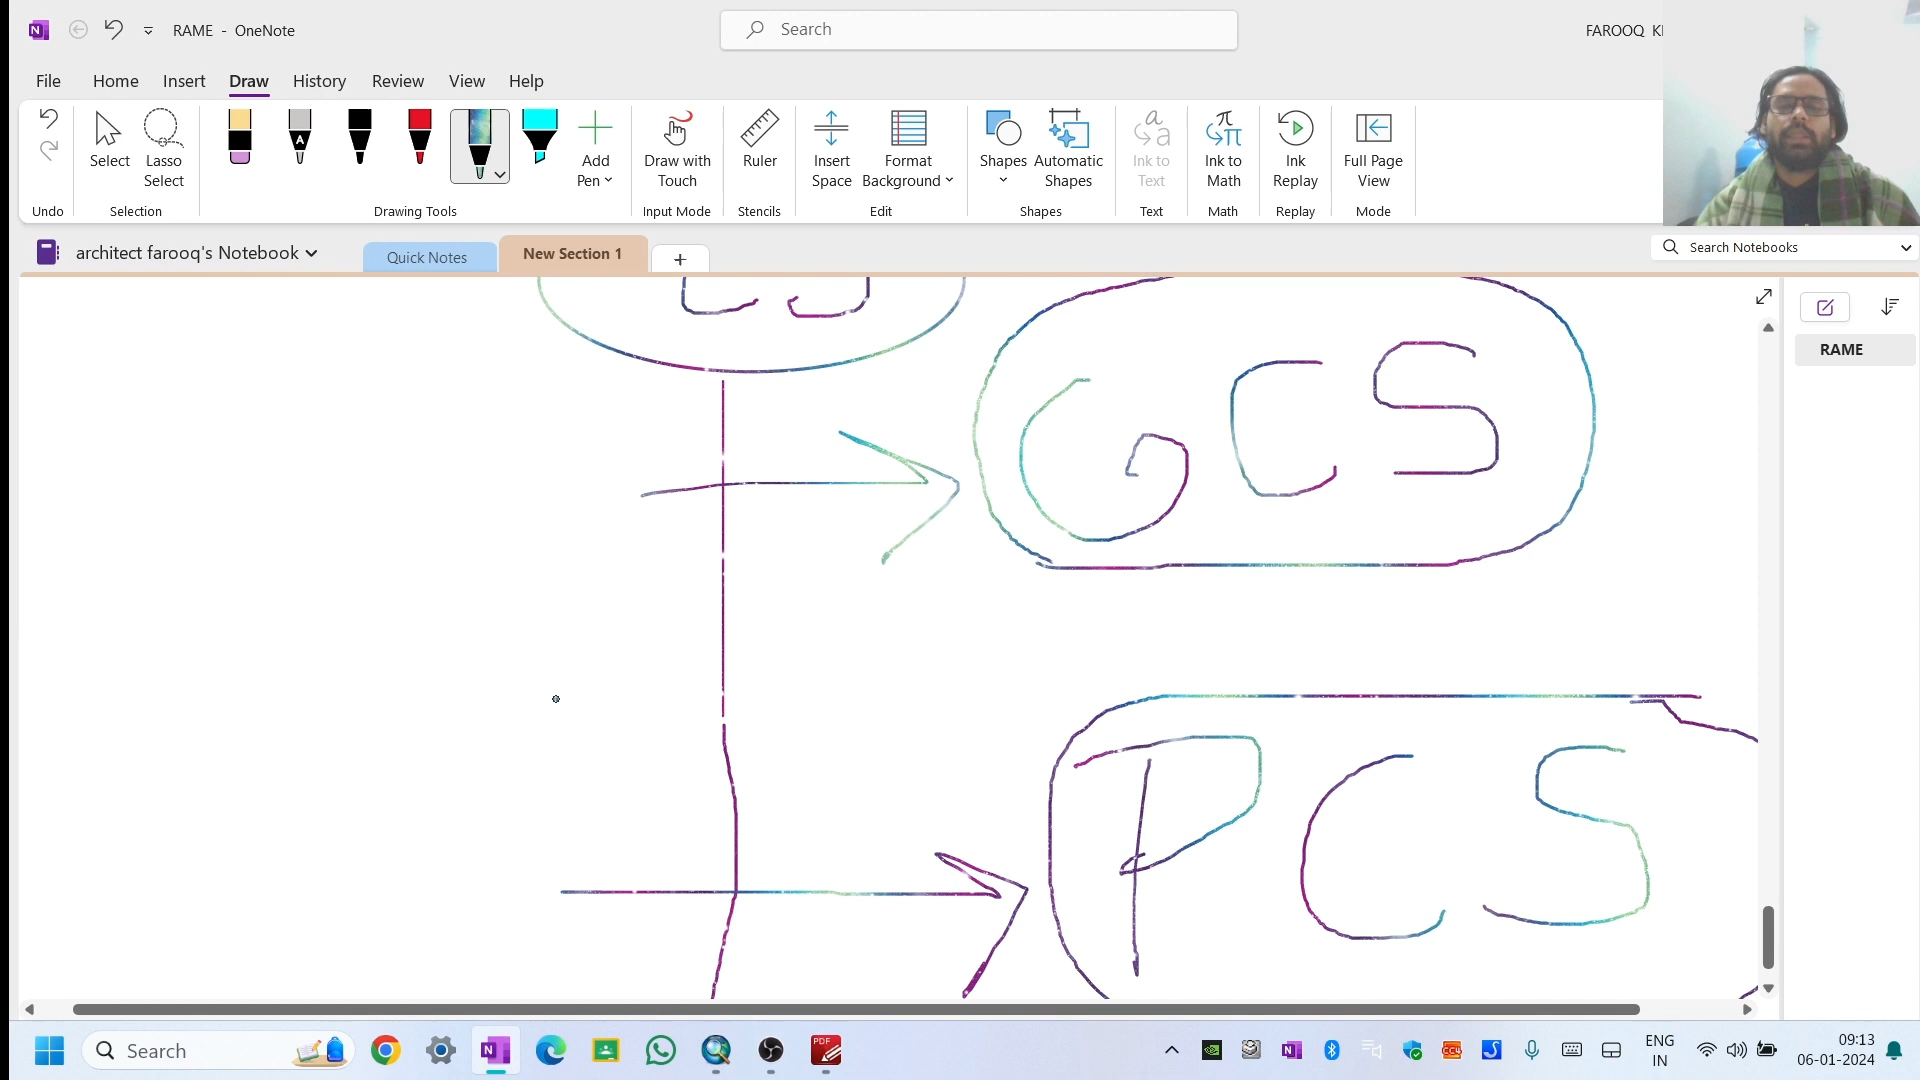 RAME - OneNote
Search
FAROOQ
File Home Insert Draw History Review View Help
Select
Lasso Select
A
Add Pen
Draw with Touch
Ruler
Insert Space
Format Background
Shapes
Automatic Shapes
Ink to Text
Ink to Math
Ink Replay
Full Page View
Undo Selection Drawing Tools Input Mode Stencils Edit Shapes Text Math Replay Mode
architect farooq's Notebook
Quick Notes
New Section 1
+
Search Notebooks
RAME
CS
GCS
PCS
Search
PDF
ENG
IN
09:13
06-01-2024